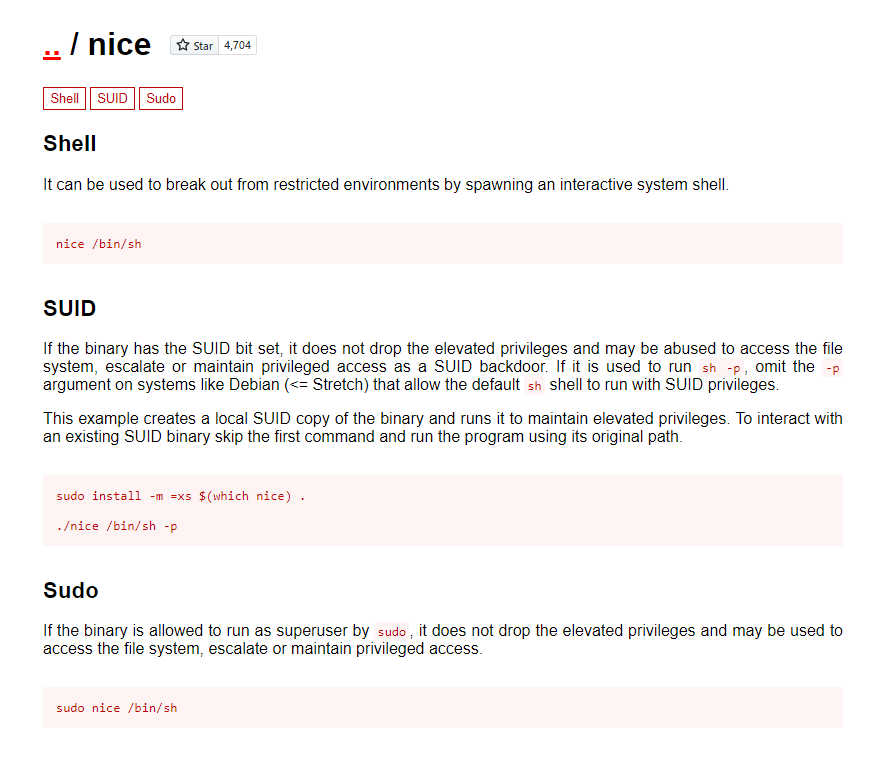 .. / nice Star 4,704
Shell SUID Sudo
Shell
It can be used to break out from restricted environments by spawning an interactive system shell.
nice /bin/sh
SUID
If the binary has the SUID bit set, it does not drop the elevated privileges and may be abused to access the file
system, escalate or maintain privileged access as a SUID backdoor. If it is used to run sh -p, omit the -p
argument on systems like Debian (<= Stretch) that allow the default sh shell to run with SUID privileges.
This example creates a local SUID copy of the binary and runs it to maintain elevated privileges. To interact with
an existing SUID binary skip the first command and run the program using its original path.
sudo install -m =xs $(which nice) .
./nice /bin/sh -p
Sudo
If the binary is allowed to run as superuser by sudo, it does not drop the elevated privileges and may be used to
access the file system, escalate or maintain privileged access.
sudo nice /bin/sh